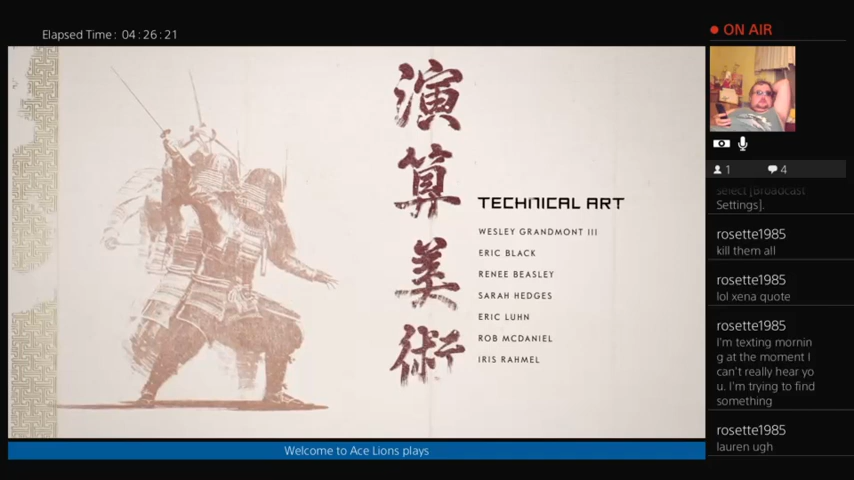 Elapsed Time: 04:26:21
ON AIR
演算美術
TECHNICAL ART
WESLEY GRANDMONT III
ERIC BLACK
RENEE BEASLEY
SARAH HEDGES
ERIC LUHN
ROB MCDANIEL
IRIS RAHMEL
1
4
select [Broadcast
Settings].
rosette1985
kill them all
rosette1985
lol xena quote
rosette1985
I'm texting mornin
g at the moment I
can't really hear yo
u. I'm trying to find
something
rosette1985
lauren ugh
Welcome to Ace Lions plays